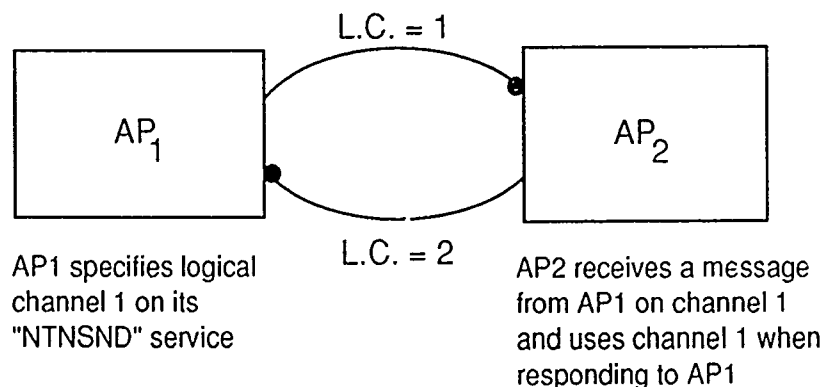 L.C. = 1
AP1
AP2
L.C. = 2
AP1 specifies logical
channel 1 on its
"NTNSND" service
AP2 receives a message
from AP1 on channel 1
and uses channel 1 when
responding to AP1